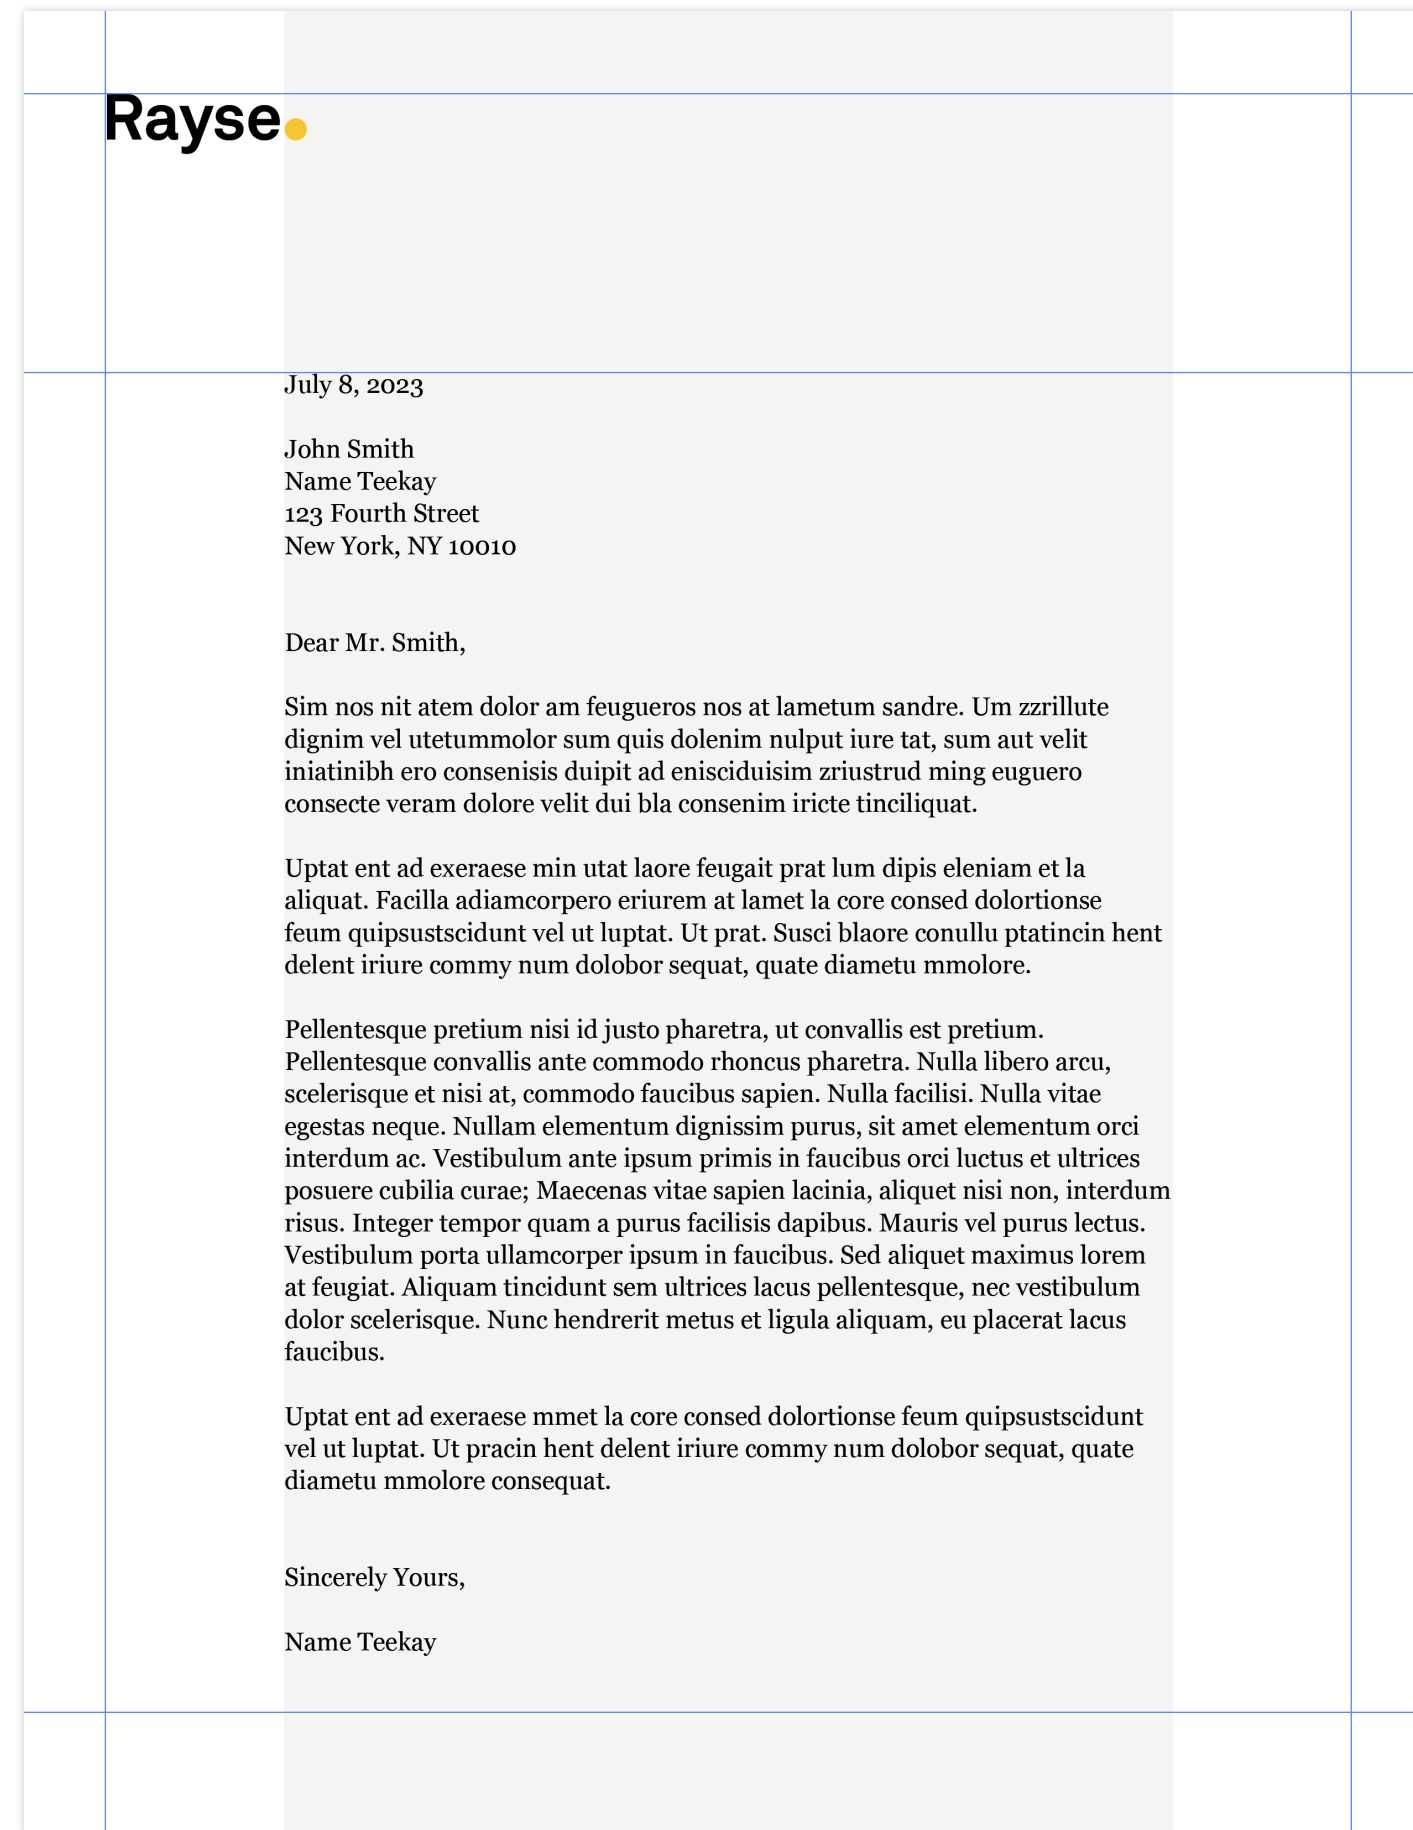 Rayse.
July 8, 2023
John Smith
Name Teekay
123 Fourth Street
New York, NY 10010
Dear Mr. Smith,
Sim nos nit atem dolor am feugueros nos at lametum sandre. Um zzrillute
dignim vel utetummolor sum quis dolenim nulput iure tat, sum aut velit
iniatinibh ero consenisis duipit ad enisciduisim zriustrud ming euguero
consecte veram dolore velit dui bla consenim iricte tinciliquat.
Uptat ent ad exeraese min utat laore feugait prat lum dipis eleniam et la
aliquat. Facilla adiamcorpero eriurem at lamet la core consed dolortionse
feum quipsustscidunt vel ut luptat. Ut prat. Susci blaore conullu ptatincin hent
delent iriure commy num dolobor sequat, quate diametu mmolore.
Pellentesque pretium nisi id justo pharetra, ut convallis est pretium.
Pellentesque convallis ante commodo rhoncus pharetra. Nulla libero arcu,
scelerisque et nisi at, commodo faucibus sapien. Nulla facilisi. Nulla vitae
egestas neque. Nullam elementum dignissim purus, sit amet elementum orci
interdum ac. Vestibulum ante ipsum primis in faucibus orci luctus et ultrices
posuere cubilia curae; Maecenas vitae sapien lacinia, aliquet nisi non, interdum
risus. Integer tempor quam a purus facilisis dapibus. Mauris vel purus lectus.
Vestibulum porta ullamcorper ipsum in faucibus. Sed aliquet maximus lorem
at feugiat. Aliquam tincidunt sem ultrices lacus pellentesque, nec vestibulum
dolor scelerisque. Nunc hendrerit metus et ligula aliquam, eu placerat lacus
faucibus.
Uptat ent ad exeraese mmet la core consed dolortionse feum quipsustscidunt
vel ut luptat. Ut pracin hent delent iriure commy num dolobor sequat, quate
diametu mmolore consequat.
Sincerely Yours,
Name Teekay